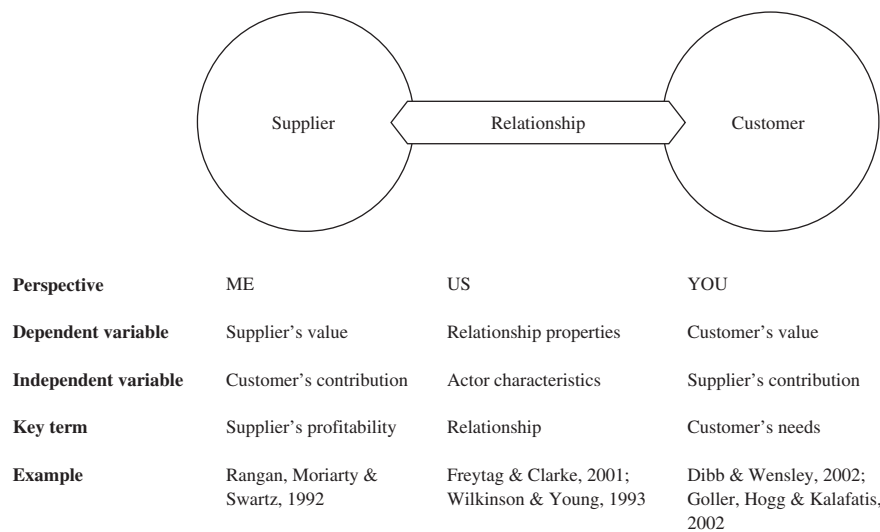 Supplier Relationship Customer
Perspective ME US YOU
Dependent variable Supplier’s value Relationship properties Customer’s value
Independent variable Customer’s contribution Actor characteristics Supplier’s contribution
Key term Supplier’s profitability Relationship Customer’s needs
Example Rangan, Moriarty & Freytag & Clarke, 2001; Dibb & Wensley, 2002;
Swartz, 1992 Wilkinson & Young, 1993 Goller, Hogg & Kalafatis,
2002